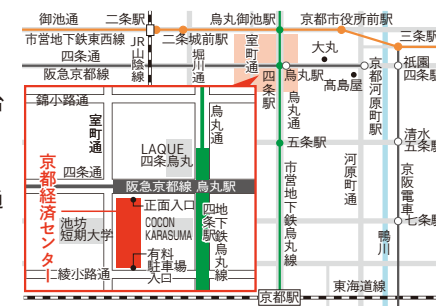 御池通
二条駅
烏丸御池駅
京都市役所前駅
三条駅
市営地下鉄東西線
JR山陰線
二条城前駅
堀川通
室町通
大丸
四条通
阪急京都線
四条駅
烏丸駅
烏丸通
髙島屋
京都河原町駅
祇園四条駅
錦小路通
室町通
烏丸通
五条駅
清水五条駅
LAQUE
四条烏丸
四条通
阪急京都線 烏丸駅
京都経済センター
正面入口
池坊
短期大学
COCON
KARASUMA
四条駅
地下鉄烏丸線
有料
駐車場
入口
綾小路通
市営地下鉄烏丸線
河原町通
鴨川
京阪電車
七条駅
東海道線
京都駅